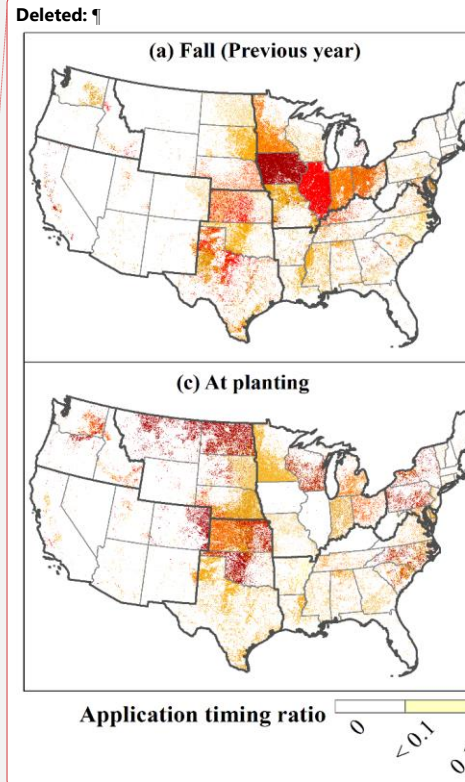 Deleted: ¶
(a) Fall (Previous year)
(c) At planting
Application timing ratio
0
< 0.1